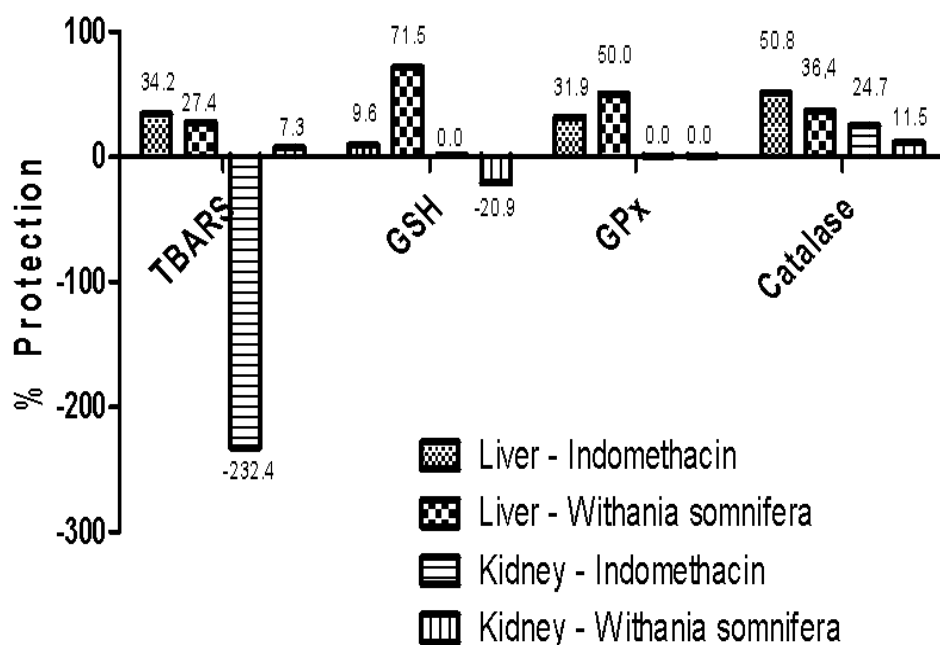 100
0
-100
-200
-300
% Protection
34.2
27.4
-232.4
7.3
9.6
71.5
0.0
-20.9
31.9
50.0
0.0
0.0
50.8
36,4
24.7
11.5
TBARS
GSH
GPx
Catalase
Liver - Indomethacin
Liver - Withania somnifera
Kidney - Indomethacin
Kidney - Withania somnifera